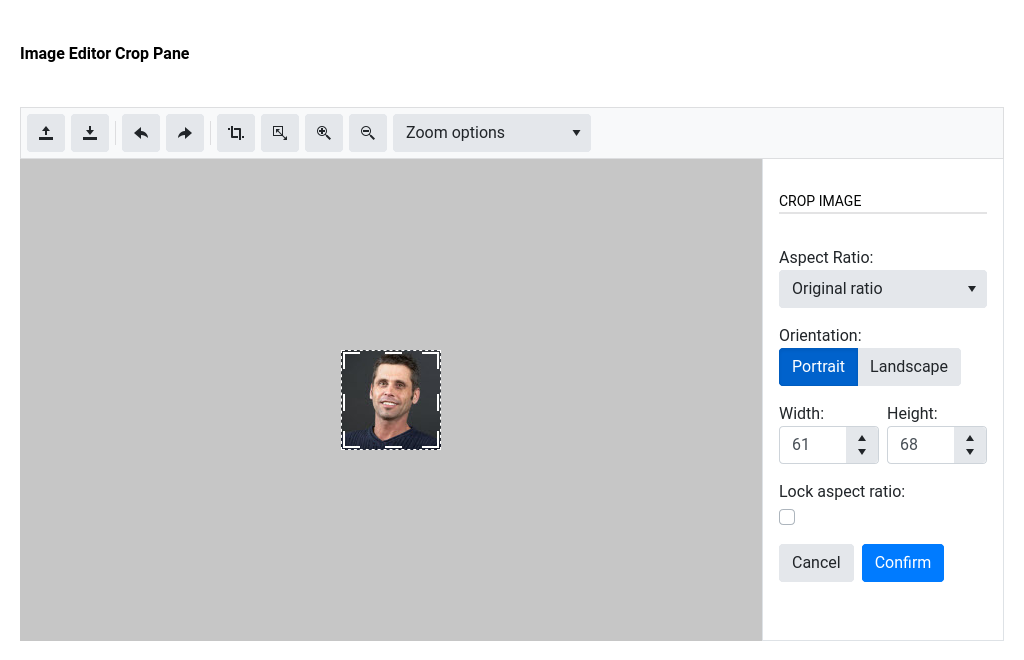 Image Editor Crop Pane
Zoom options
CROP IMAGE
Aspect Ratio:
Original ratio
Orientation:
Portrait Landscape
Width: Height:
61 68
Lock aspect ratio:
Cancel Confirm